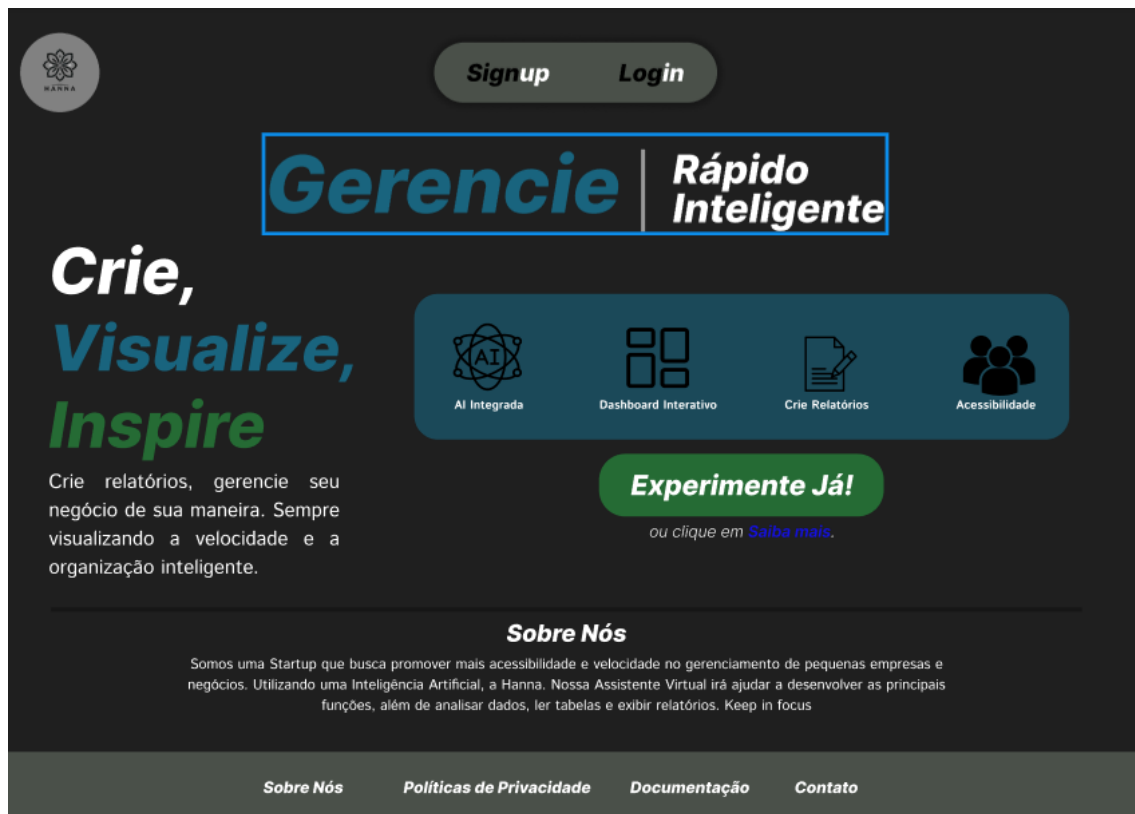 HANNA
Signup
Login
Gerencie
Rápido
Inteligente
Crie,
Visualize,
Inspire
Crie relatórios, gerencie seu
negócio de sua maneira. Sempre
visualizando a velocidade e a
organização inteligente.
AI
AI Integrada
Dashboard Interativo
Crie Relatórios
Acessibilidade
Experimente Já!
ou clique em Saiba mais.
Sobre Nós
Somos uma Startup que busca promover mais acessibilidade e velocidade no gerenciamento de pequenas empresas e
negócios. Utilizando uma Inteligência Artificial, a Hanna. Nossa Assistente Virtual irá ajudar a desenvolver as principais
funções, além de analisar dados, ler tabelas e exibir relatórios. Keep in focus
Sobre Nós
Políticas de Privacidade
Documentação
Contato